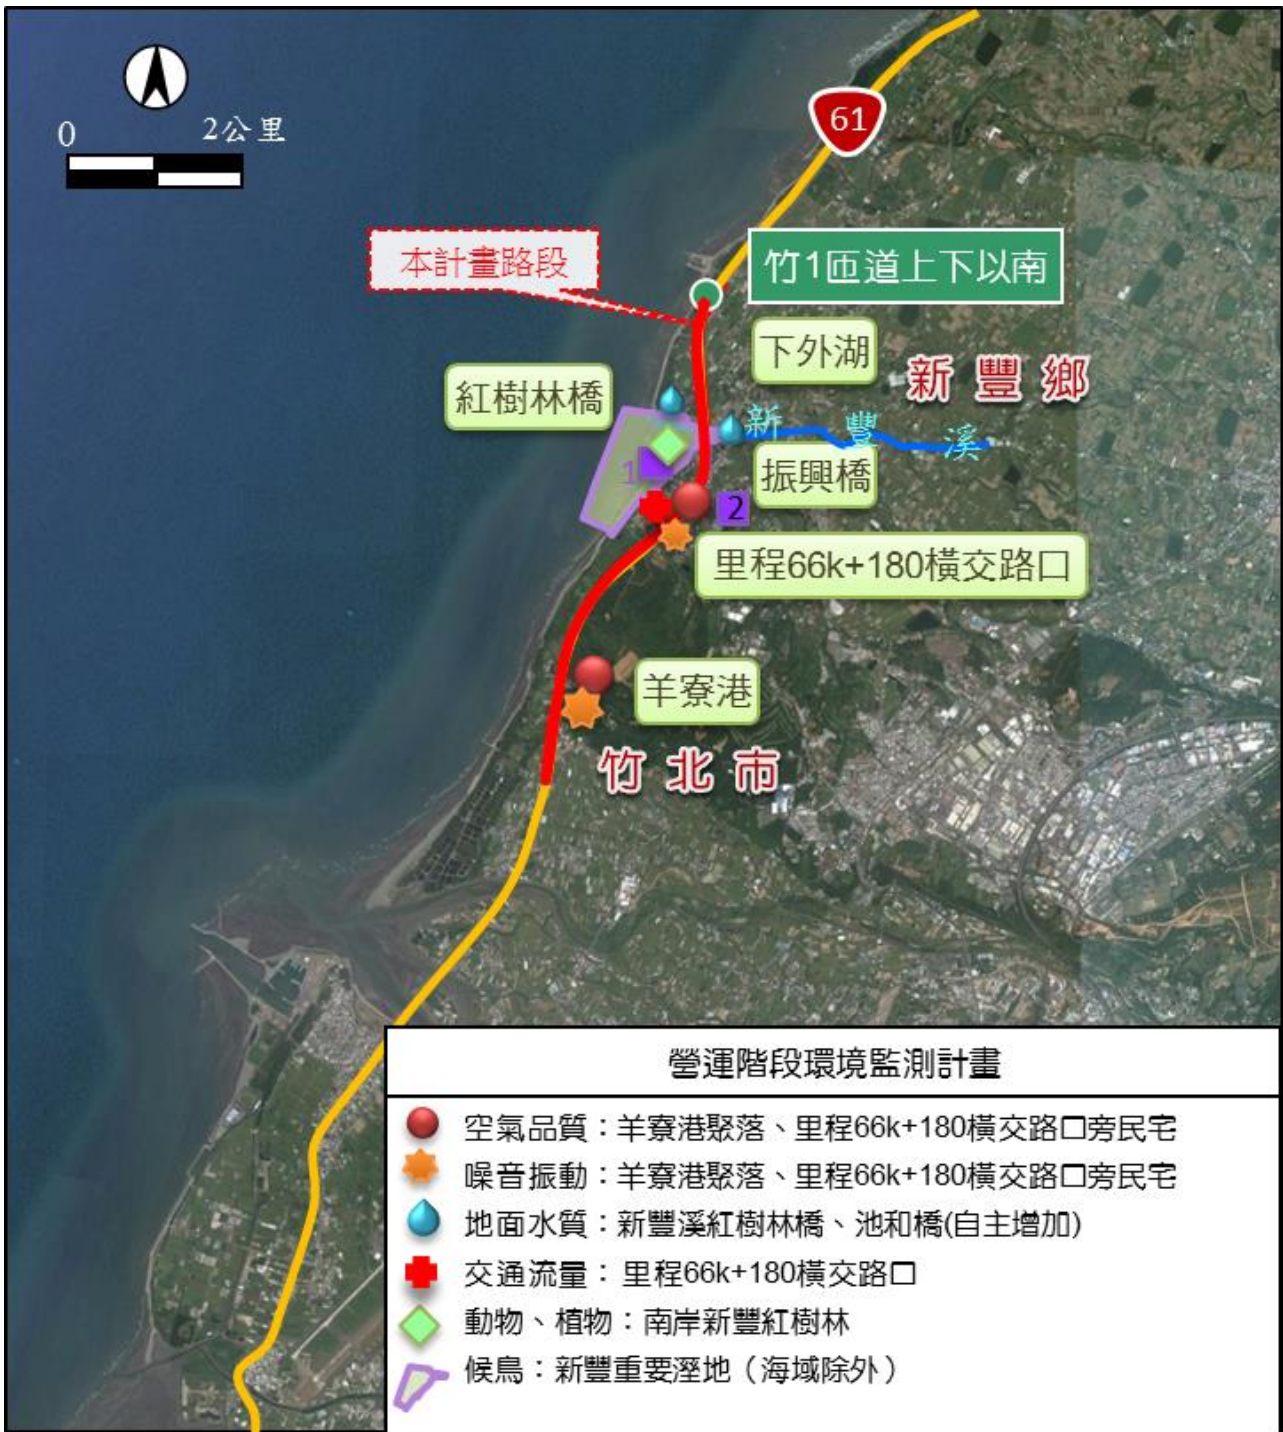 0 2公里
61
本計畫路段
竹1匝道上下以南
下外湖
新豐鄉
紅樹林橋
新豐溪
振興橋
1
2
里程66k+180橫交路口
羊寮港
竹北市
營運階段環境監測計畫
空氣品質：羊寮港聚落、里程66k+180橫交路口旁民宅
噪音振動：羊寮港聚落、里程66k+180橫交路口旁民宅
地面水質：新豐溪紅樹林橋、池和橋(自主增加)
交通流量：里程66k+180橫交路口
動物、植物：南岸新豐紅樹林
候鳥：新豐重要溼地（海域除外）